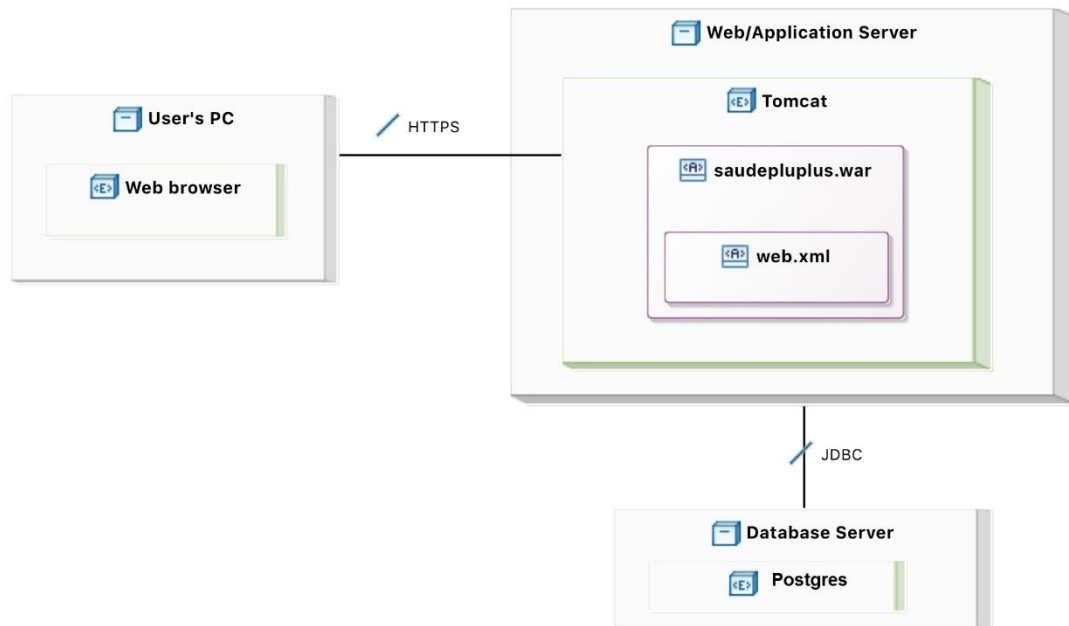 Web/Application Server
<E> Tomcat
User's PC
HTTPS
<A> saudepluplus.war
<E> Web browser
<A> web.xml
JDBC
Database Server
<E> Postgres